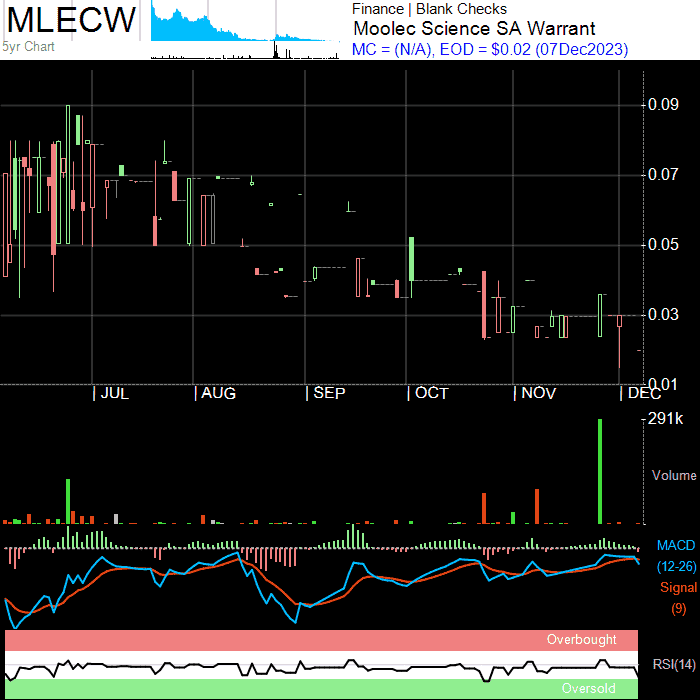 MLECW
5yr Chart
Finance | Blank Checks
Moolec Science SA Warrant
MC = (N/A), EOD = $0.02 (07Dec2023)
0.09
0.07
0.05
0.03
0.01
| JUL | AUG | SEP | OCT | NOV | DEC
291k
Volume
MACD
(12-26)
Signal
(9)
Overbought
RSI(14)
Oversold